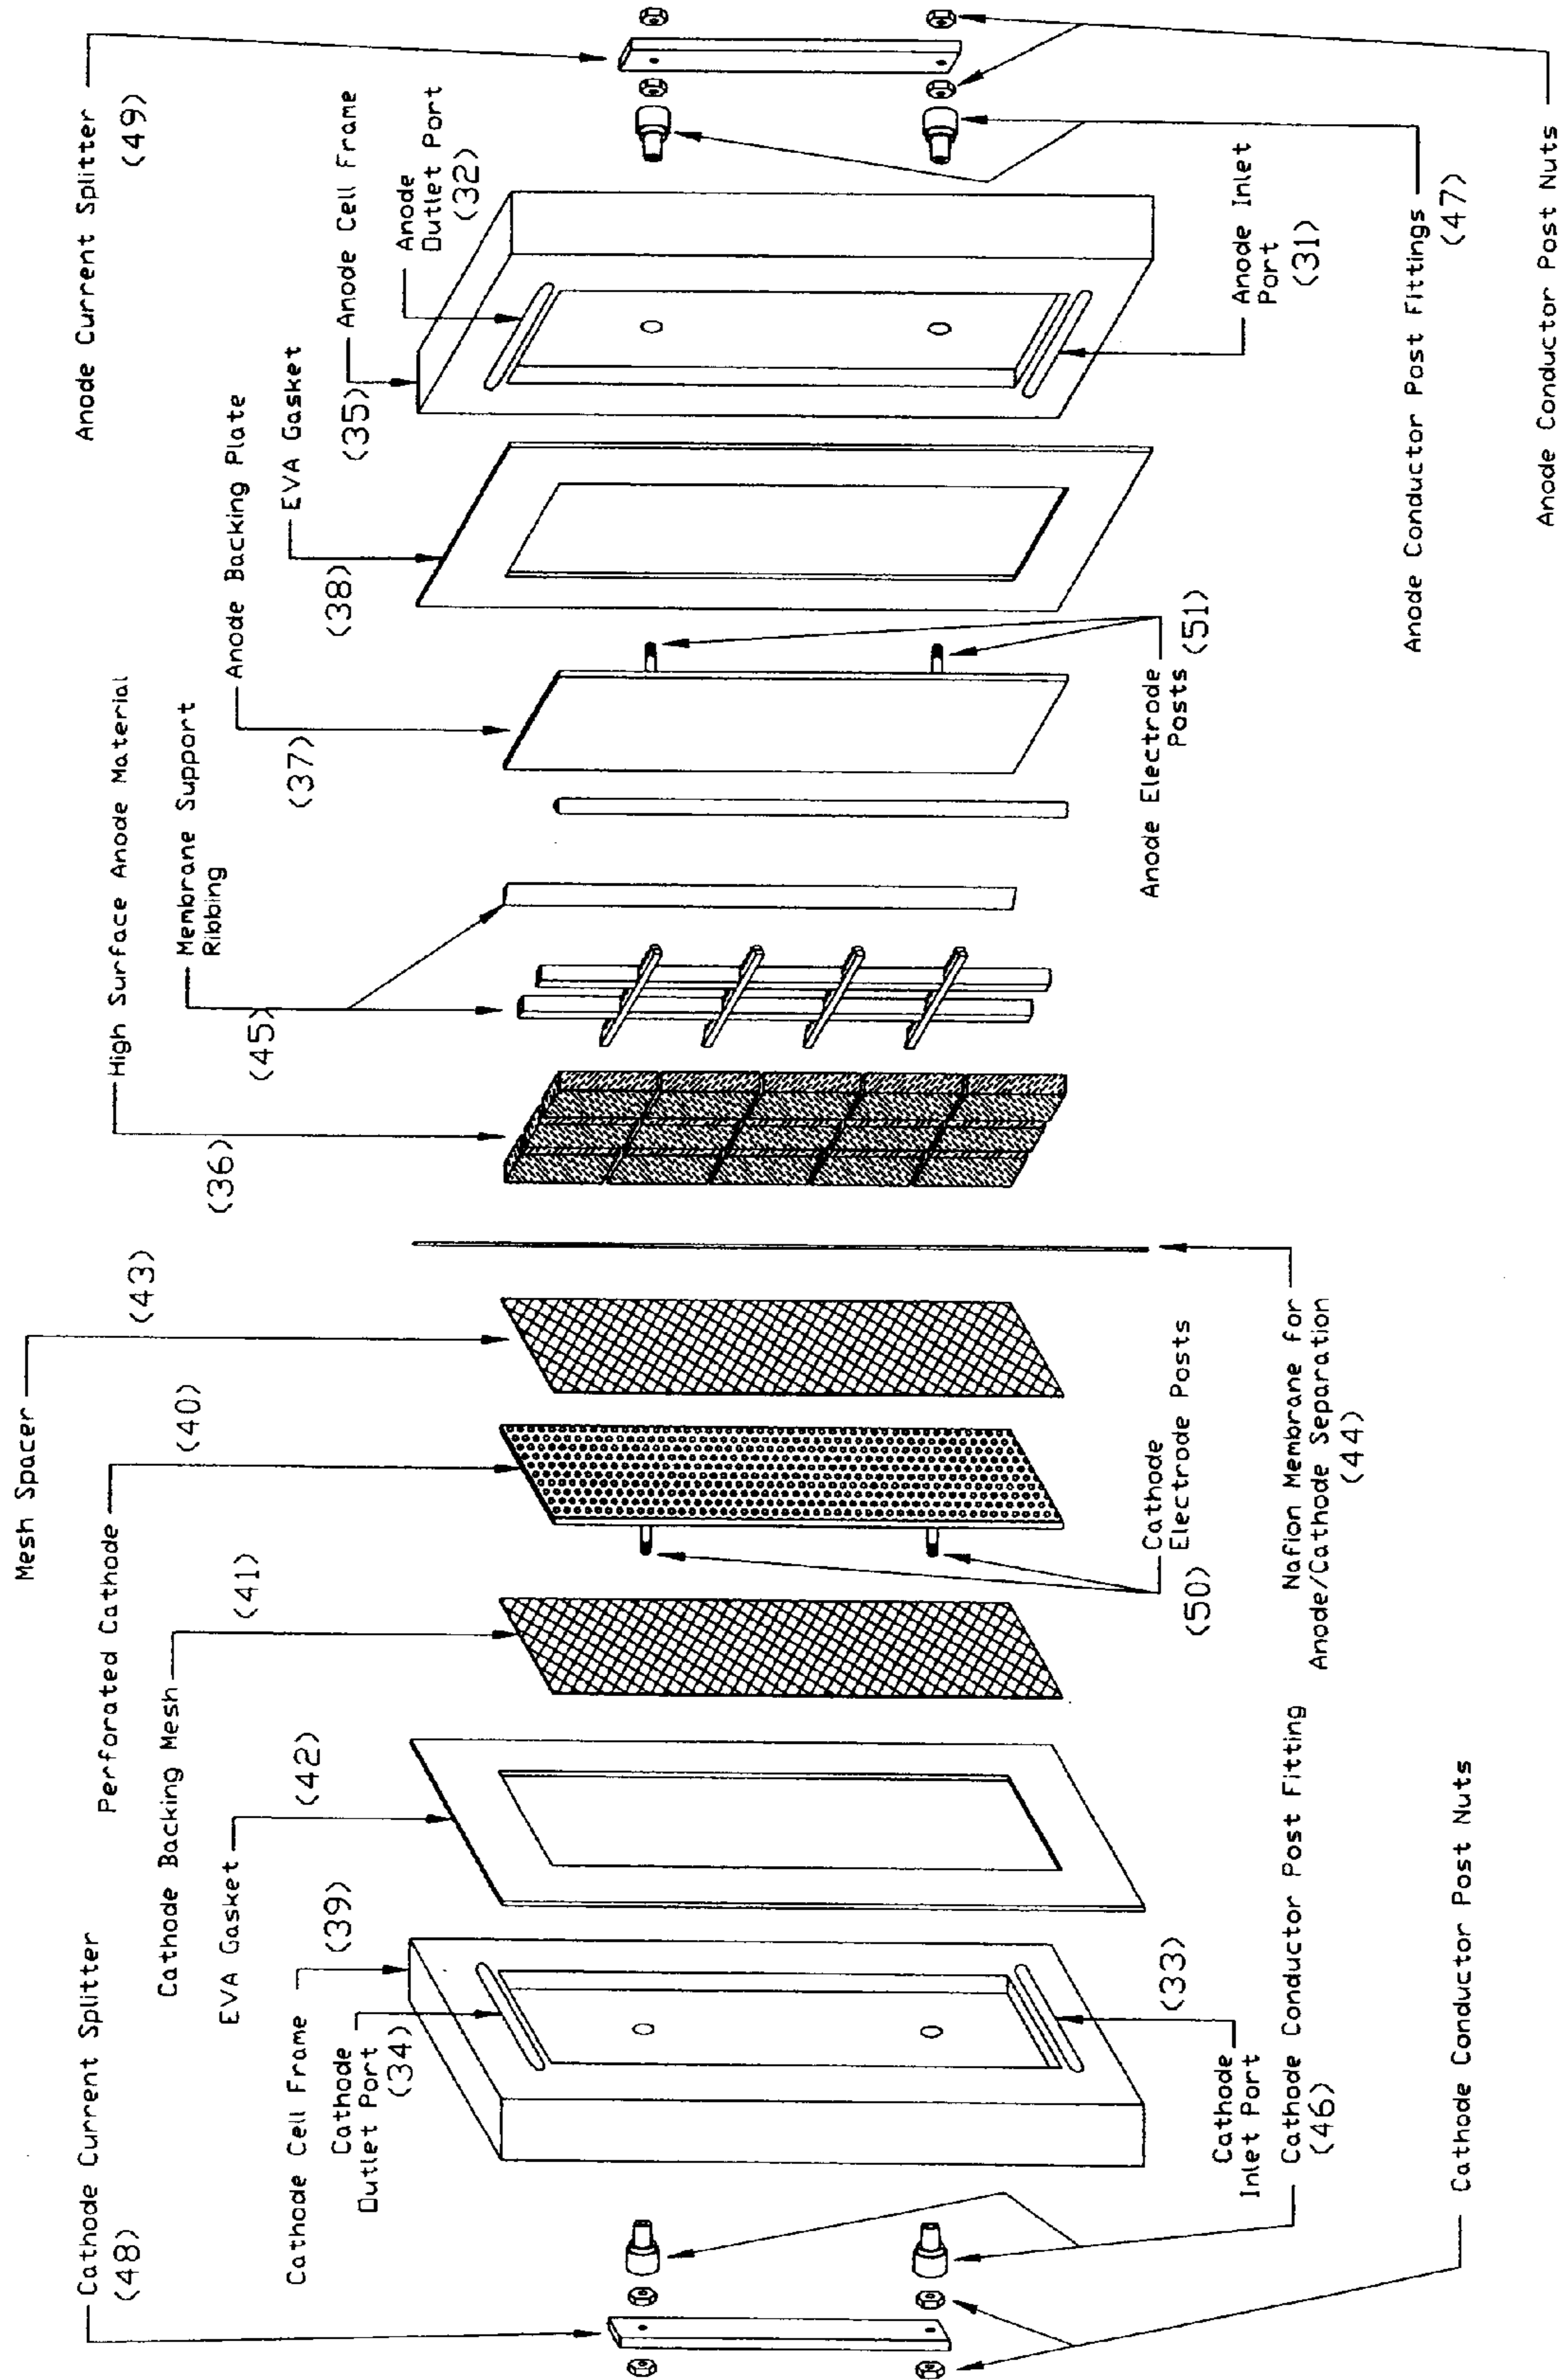 Cathode Current Splitter
(48)
Cathode Cell Frame
(39)
Cathode
Outlet Port
(34)
EVA Gasket
(42)
Cathode Backing Mesh
(41)
Perforated Cathode
(40)
Mesh Spacer
(43)
High Surface Anode Material
(36)
Membrane Support
Ribbing
(45)
Anode Backing Plate
(37)
EVA Gasket
(38)
Anode Cell Frame
(35)
Anode
Outlet Port
(32)
Anode Current Splitter
(49)
Cathode
Inlet Port
(33)
Cathode Conductor Post Fitting
(46)
Cathode Conductor Post Nuts
Cathode
Electrode Posts
(50)
Nafion Membrane for
Anode/Cathode Separation
(44)
Anode Electrode
Posts
(51)
Anode Inlet
Port
(31)
Anode Conductor Post Fittings
(47)
Anode Conductor Post Nuts